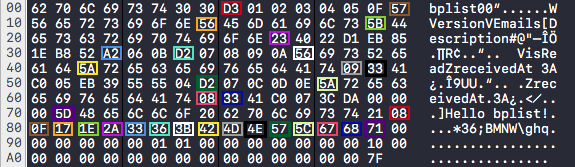 00 62 70 6C 69 73 74 30 30 D3 01 02 03 04 05 0F 57 bplist00”......W
10 56 65 72 73 69 6F 6E 56 45 6D 61 69 6C 73 5B 44 VersionVEmails[D
20 65 73 63 72 69 70 74 69 6F 6E 23 40 22 D1 EB 85 escription#@"—ÎÖ
30 1E B8 52 A2 06 0B D2 07 08 09 0A 56 69 73 52 65 .∏R¢..“....VisRe
40 61 64 5A 72 65 63 65 69 76 65 64 41 74 09 33 41 adZreceivedAt 3A
50 C0 05 EB 39 55 55 04 D2 07 0C 0D 0E 5A 72 65 63 ¿.Î9UU.“....Zrec
60 65 69 76 65 64 41 74 08 33 41 C0 07 3C DA 00 00 eivedAt.3A¿.<⁄..
70 00 5D 48 65 6C 6C 6F 20 62 70 6C 69 73 74 21 08 .]Hello bplist!.
80 0F 17 1E 2A 33 36 3B 42 4D 4E 57 5C 67 68 71 00 ...*36;BMNW\ghq.
90 00 00 00 00 00 01 01 00 00 00 00 00 00 00 10 00 ................
A0 00 00 00 00 00 00 00 00 00 00 00 00 00 00 7F ...............